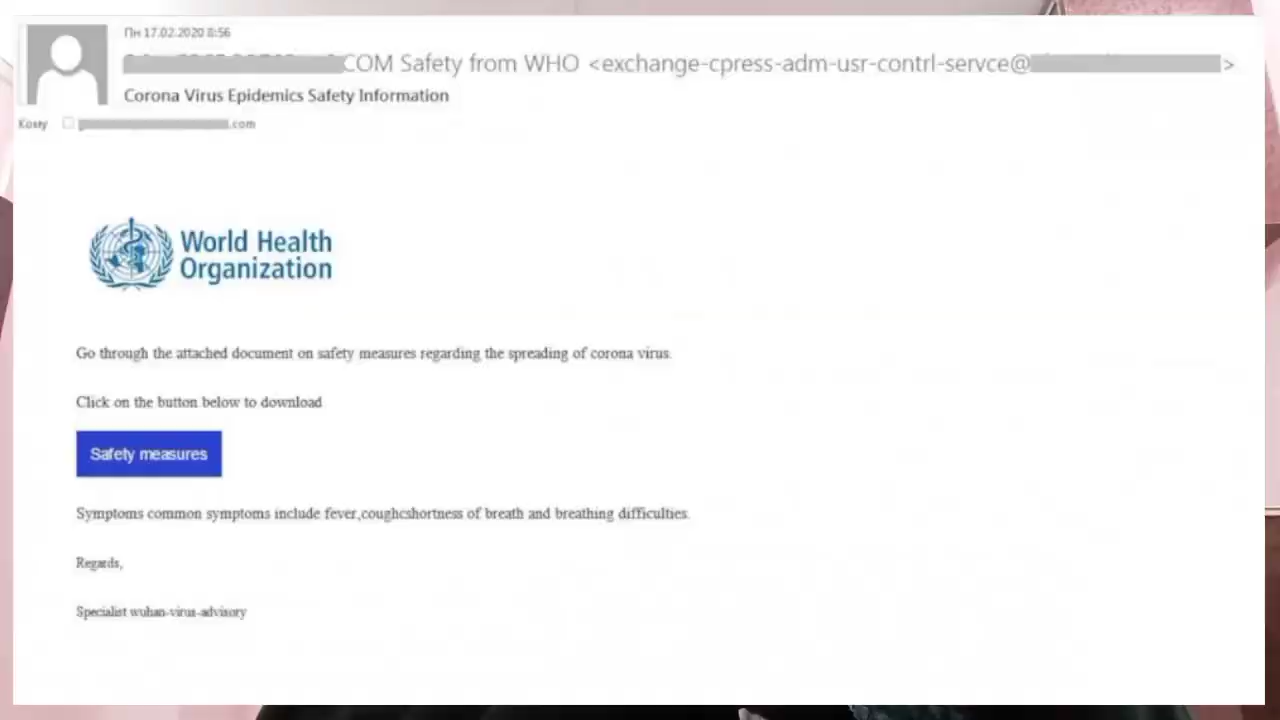 Пн 17.02.2020 8:56
.COM Safety from WHO <exchange-cpress-adm-usr-contrl-servce@ >
Corona Virus Epidemics Safety Information
Кому .com
World Health
Organization
Go through the attached document on safety measures regarding the spreading of corona virus.
Click on the button below to download
Safety measures
Symptoms common symptoms include fever,coughcshortness of breath and breathing difficulties.
Regards,
Specialist wuhan-virus-advisory